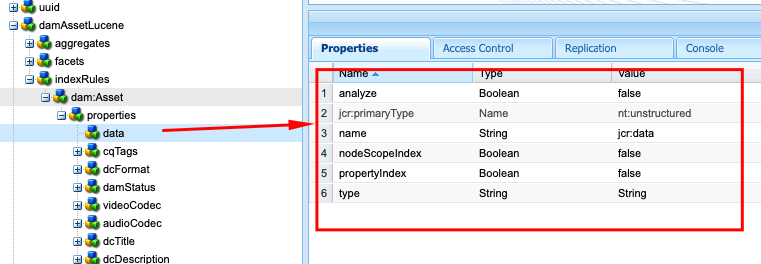 uuid
damAssetLucene
aggregates
facets
indexRules
dam:Asset
properties
data
cqTags
dcFormat
damStatus
videoCodec
audioCodec
dcTitle
dcDescription
Properties Access Control Replication Console
Name Type Value
1 analyze Boolean false
2 jcr:primaryType Name nt:unstructured
3 name String jcr:data
4 nodeScopeIndex Boolean false
5 propertyIndex Boolean false
6 type String String